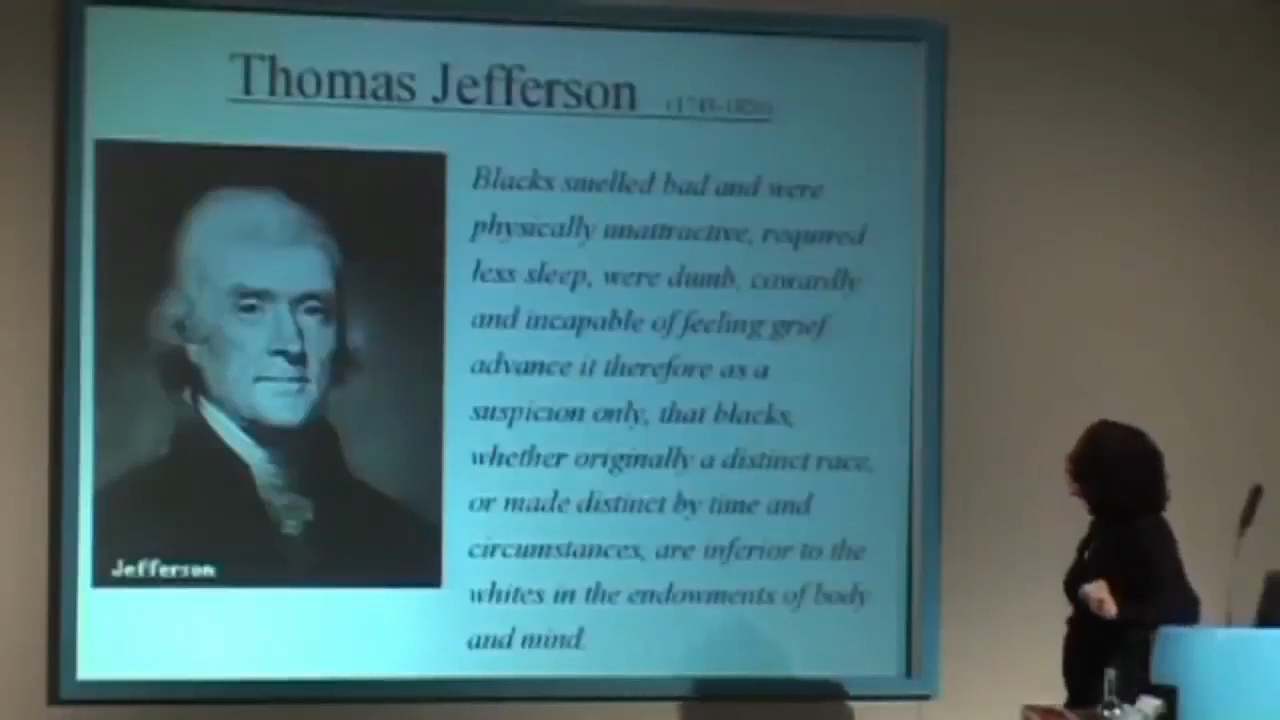 Thomas Jefferson (1743-1826)
Blacks smelled bad and were
physically unattractive, required
less sleep, were dumb, cowardly
and incapable of feeling grief
advance it therefore as a
suspicion only, that blacks,
whether originally a distinct race,
or made distinct by time and
circumstances, are inferior to the
whites in the endowments of body
and mind.
Jefferson